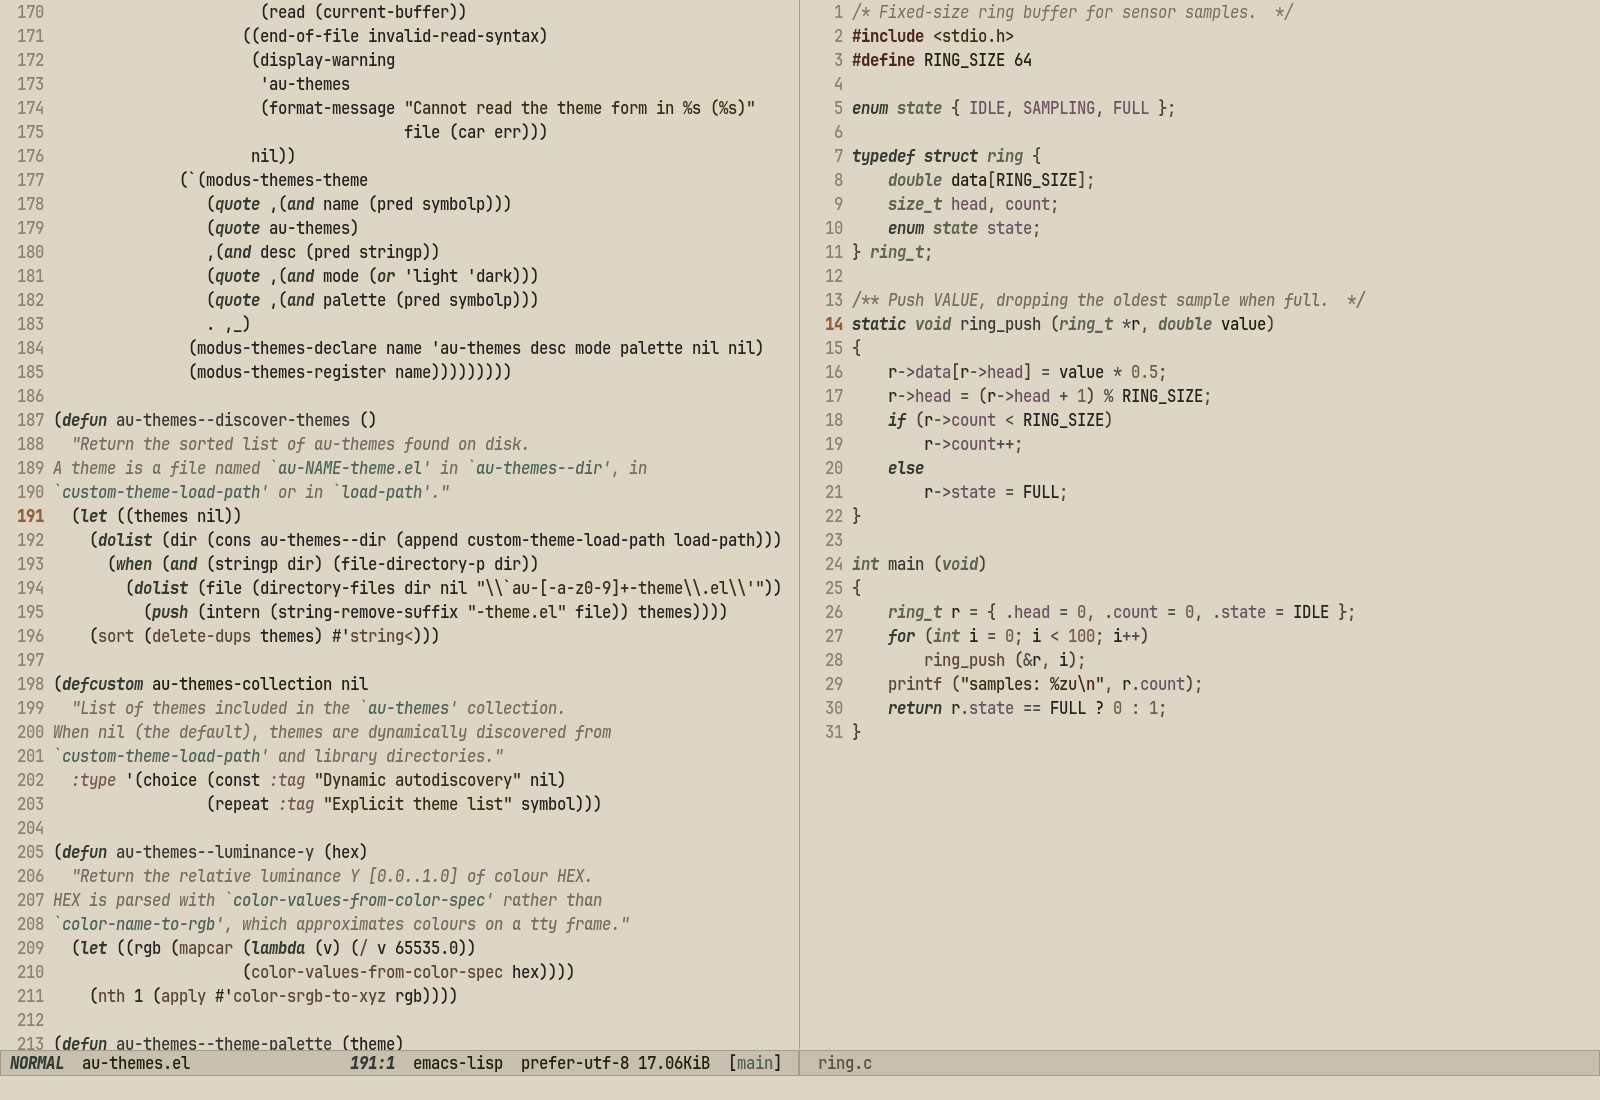 170                        (read (current-buffer))
171                      ((end-of-file invalid-read-syntax)
172                       (display-warning
173                        'au-themes
174                        (format-message "Cannot read the theme form in %s (%s)"
175                                        file (car err)))
176                       nil))
177               (`(modus-themes-theme
178                  (quote ,(and name (pred symbolp)))
179                  (quote au-themes)
180                  ,(and desc (pred stringp))
181                  (quote ,(and mode (or 'light 'dark)))
182                  (quote ,(and palette (pred symbolp)))
183                  . ,_)
184                (modus-themes-declare name 'au-themes desc mode palette nil nil)
185                (modus-themes-register name)))))))))
186
187 (defun au-themes--discover-themes ()
188   "Return the sorted list of au-themes found on disk.
189 A theme is a file named `au-NAME-theme.el' in `au-themes--dir', in
190 `custom-theme-load-path' or in `load-path'."
191   (let ((themes nil))
192     (dolist (dir (cons au-themes--dir (append custom-theme-load-path load-path)))
193       (when (and (stringp dir) (file-directory-p dir))
194         (dolist (file (directory-files dir nil "\\`au-[-a-z0-9]+-theme\\.el\\'"))
195           (push (intern (string-remove-suffix "-theme.el" file)) themes))))
196     (sort (delete-dups themes) #'string<)))
197
198 (defcustom au-themes-collection nil
199   "List of themes included in the `au-themes' collection.
200 When nil (the default), themes are dynamically discovered from
201 `custom-theme-load-path' and library directories."
202   :type '(choice (const :tag "Dynamic autodiscovery" nil)
203                  (repeat :tag "Explicit theme list" symbol)))
204
205 (defun au-themes--luminance-y (hex)
206   "Return the relative luminance Y [0.0..1.0] of colour HEX.
207 HEX is parsed with `color-values-from-color-spec' rather than
208 `color-name-to-rgb', which approximates colours on a tty frame."
209   (let ((rgb (mapcar (lambda (v) (/ v 65535.0))
210                      (color-values-from-color-spec hex))))
211     (nth 1 (apply #'color-srgb-to-xyz rgb))))
212
213 (defun au-themes--theme-palette (theme)
NORMAL  au-themes.el                  191:1  emacs-lisp  prefer-utf-8 17.06KiB  [main]
1 /* Fixed-size ring buffer for sensor samples.  */
2 #include <stdio.h>
3 #define RING_SIZE 64
4
5 enum state { IDLE, SAMPLING, FULL };
6
7 typedef struct ring {
8     double data[RING_SIZE];
9     size_t head, count;
10     enum state state;
11 } ring_t;
12
13 /** Push VALUE, dropping the oldest sample when full.  */
14 static void ring_push (ring_t *r, double value)
15 {
16     r->data[r->head] = value * 0.5;
17     r->head = (r->head + 1) % RING_SIZE;
18     if (r->count < RING_SIZE)
19         r->count++;
20     else
21         r->state = FULL;
22 }
23
24 int main (void)
25 {
26     ring_t r = { .head = 0, .count = 0, .state = IDLE };
27     for (int i = 0; i < 100; i++)
28         ring_push (&r, i);
29     printf ("samples: %zu\n", r.count);
30     return r.state == FULL ? 0 : 1;
31 }
ring.c